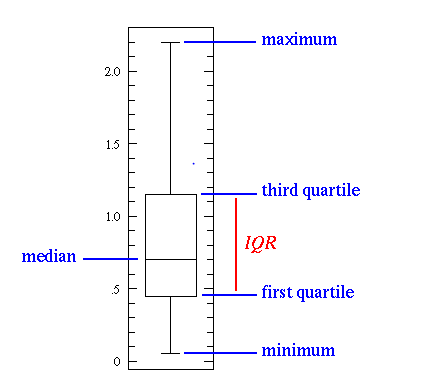 maximum
2.0
1.5
third quartile
1.0
IQR
median
.5
first quartile
minimum
0